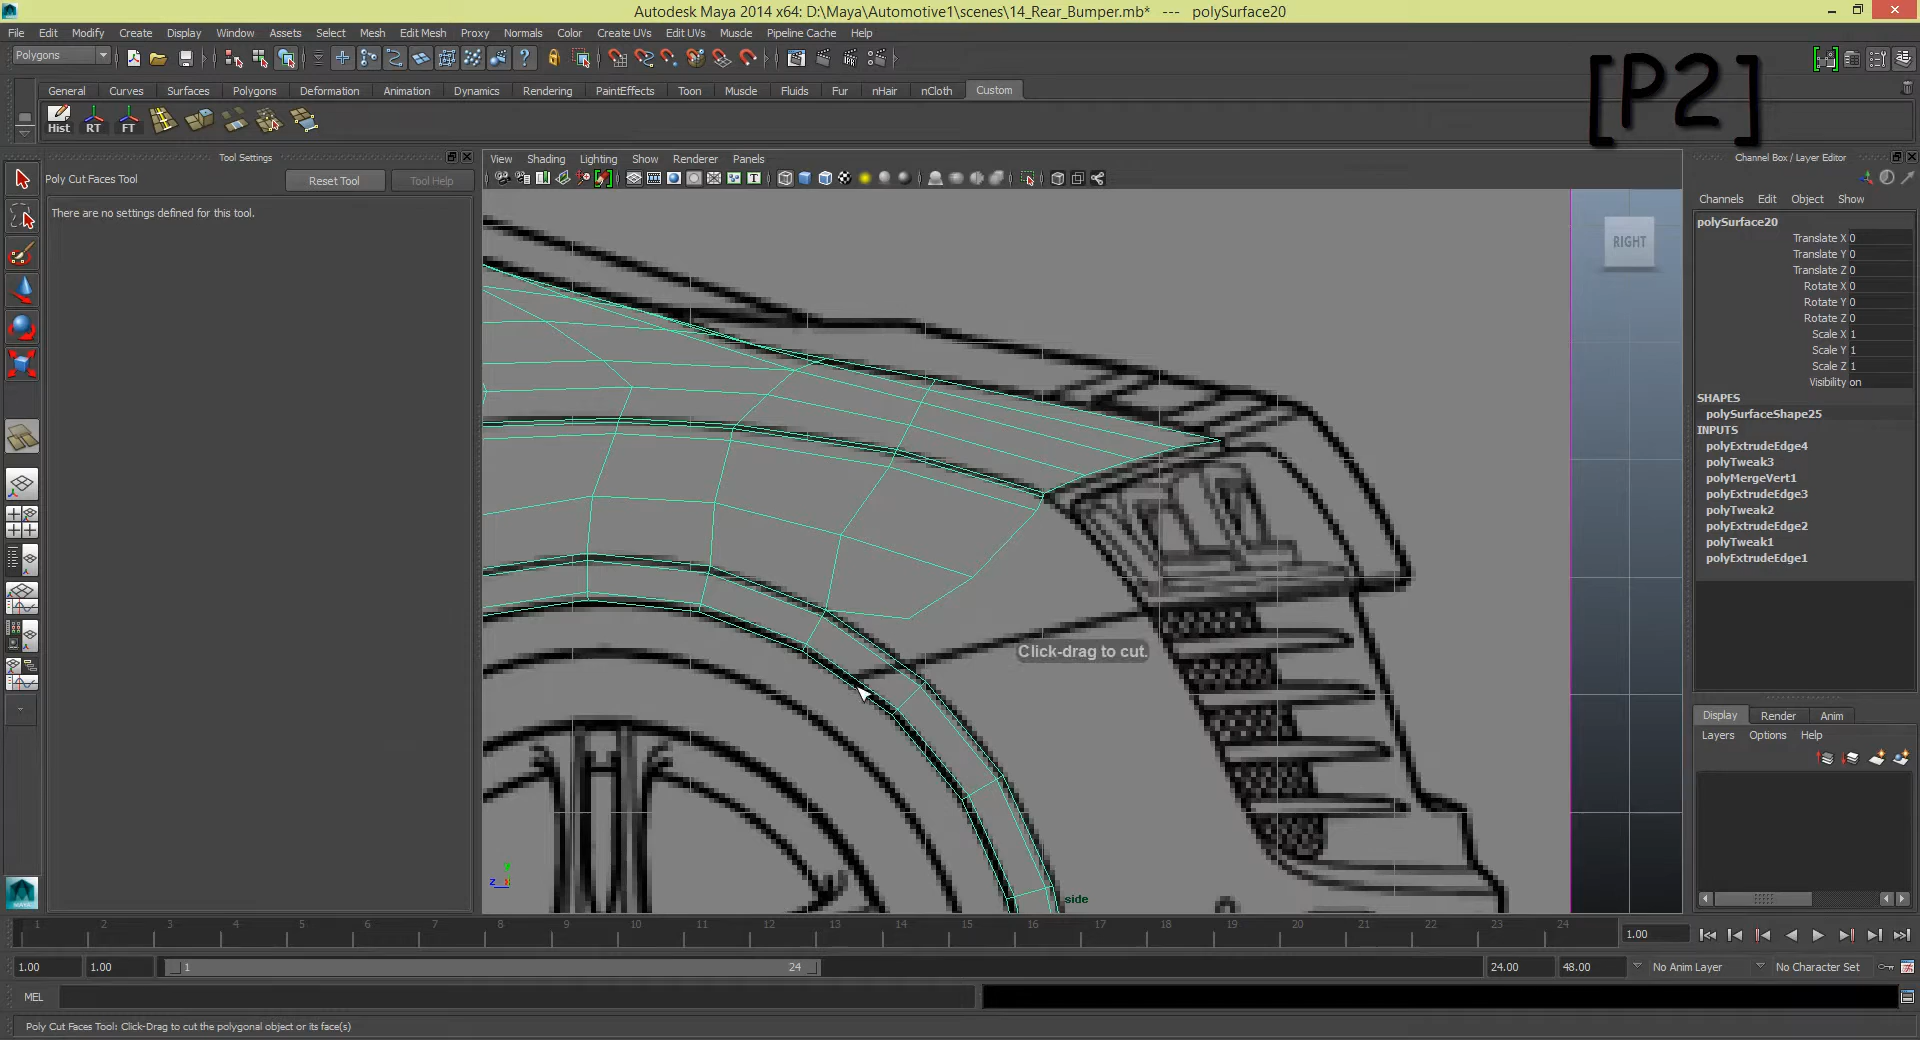 Autodesk Maya 2014 x64: D:\Maya\Automotive1\scenes\14_Rear_Bumper.mb* --- polySurface20
File Edit Modify Create Display Window Assets Select Mesh Edit Mesh Proxy Normals Color Create UVs Edit UVs Muscle Pipeline Cache Help
Polygons
[P2]
General Curves Surfaces Polygons Deformation Animation Dynamics Rendering PaintEffects Toon Muscle Fluids Fur nHair nCloth Custom
Hist RT FT
Tool Settings
Poly Cut Faces Tool Reset Tool Tool Help
There are no settings defined for this tool.
View Shading Lighting Show Renderer Panels
RIGHT
Click-drag to cut.
side
Channel Box / Layer Editor
Channels Edit Object Show
polySurface20
Translate X 0
Translate Y 0
Translate Z 0
Rotate X 0
Rotate Y 0
Rotate Z 0
Scale X 1
Scale Y 1
Scale Z 1
Visibility on
SHAPES
polySurfaceShape25
INPUTS
polyExtrudeEdge4
polyTweak3
polyMergeVert1
polyExtrudeEdge3
polyTweak2
polyExtrudeEdge2
polyTweak1
polyExtrudeEdge1
Display Render Anim
Layers Options Help
1 2 3 4 5 6 7 8 9 10 11 12 13 14 15 16 17 18 19 20 21 22 23 24
1.00
1.00 1.00 1 24 24.00 48.00 No Anim Layer No Character Set
MEL
Poly Cut Faces Tool: Click-Drag to cut the polygonal object or its face(s)